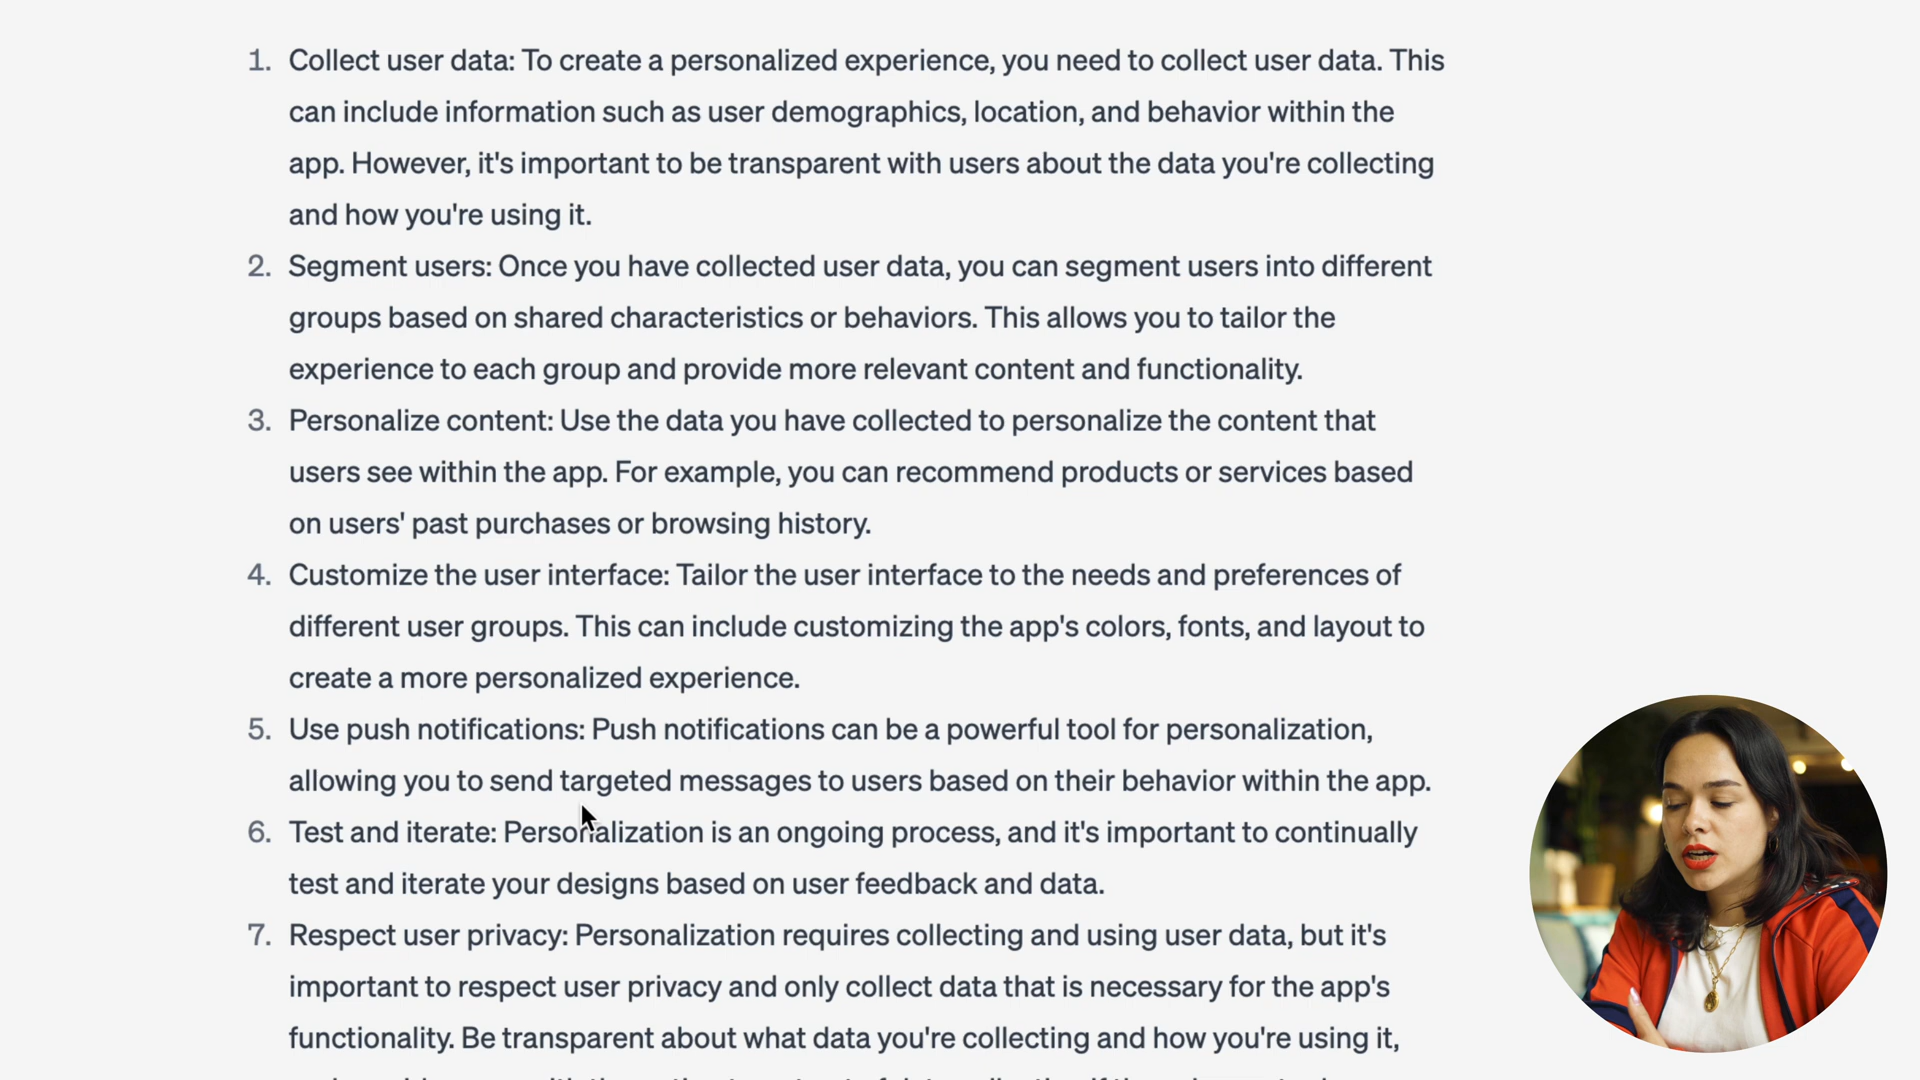 1. Collect user data: To create a personalized experience, you need to collect user data. This
can include information such as user demographics, location, and behavior within the
app. However, it's important to be transparent with users about the data you're collecting
and how you're using it.
2. Segment users: Once you have collected user data, you can segment users into different
groups based on shared characteristics or behaviors. This allows you to tailor the
experience to each group and provide more relevant content and functionality.
3. Personalize content: Use the data you have collected to personalize the content that
users see within the app. For example, you can recommend products or services based
on users' past purchases or browsing history.
4. Customize the user interface: Tailor the user interface to the needs and preferences of
different user groups. This can include customizing the app's colors, fonts, and layout to
create a more personalized experience.
5. Use push notifications: Push notifications can be a powerful tool for personalization,
allowing you to send targeted messages to users based on their behavior within the app.
6. Test and iterate: Personalization is an ongoing process, and it's important to continually
test and iterate your designs based on user feedback and data.
7. Respect user privacy: Personalization requires collecting and using user data, but it's
important to respect user privacy and only collect data that is necessary for the app's
functionality. Be transparent about what data you're collecting and how you're using it,